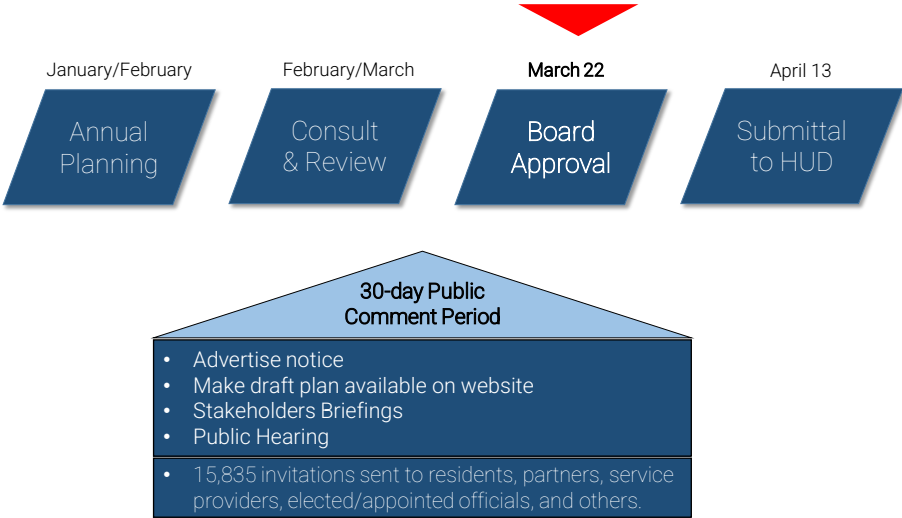 January/February
February/March
March 22
April 13
Annual
Planning
Consult
& Review
Board
Approval
Submittal
to HUD
30-day Public
Comment Period
• Advertise notice
• Make draft plan available on website
• Stakeholders Briefings
• Public Hearing
• 15,835 invitations sent to residents, partners, service
providers, elected/appointed officials, and others.